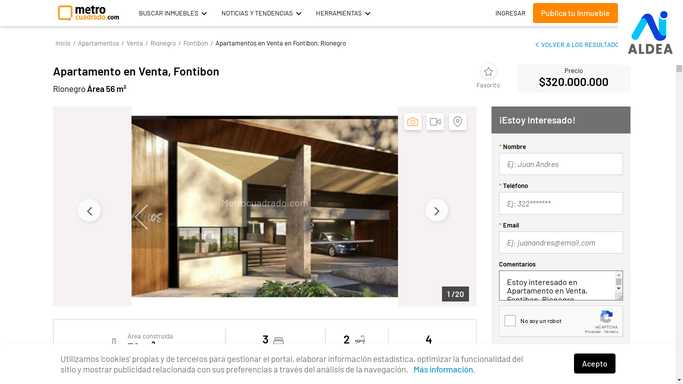 metro
cuadrado.com
BUSCAR INMUEBLES
NOTICIAS Y TENDENCIAS
HERRAMIENTAS
INGRESAR
Publica tu Inmueble
ALDEA
Inicio / Apartamentos / Venta / Rionegro / Fontibon / Apartamentos en Venta en Fontibon, Rionegro
VOLVER A LOS RESULTADO
Apartamento en Venta, Fontibon
Rionegro Área 56 m²
Favorito
Precio
$320.000.000
Metrocuadrado.com
1 / 20
¡Estoy Interesado!
* Nombre
Ej: Juan Andres
* Teléfono
Ej: 322*******
* Email
Ej: juanandres@email.com
Comentarios
Estoy interesado en
Apartamento en Venta,
Fontibon, Rionegro
No soy un robot
reCAPTCHA
Privacidad - Términos
Área construida
3
2
4
Utilizamos 'cookies' propias y de terceros para gestionar el portal, elaborar información estadística, optimizar la funcionalidad del
sitio y mostrar publicidad relacionada con sus preferencias a través del análisis de la navegación. Más información.
Acepto